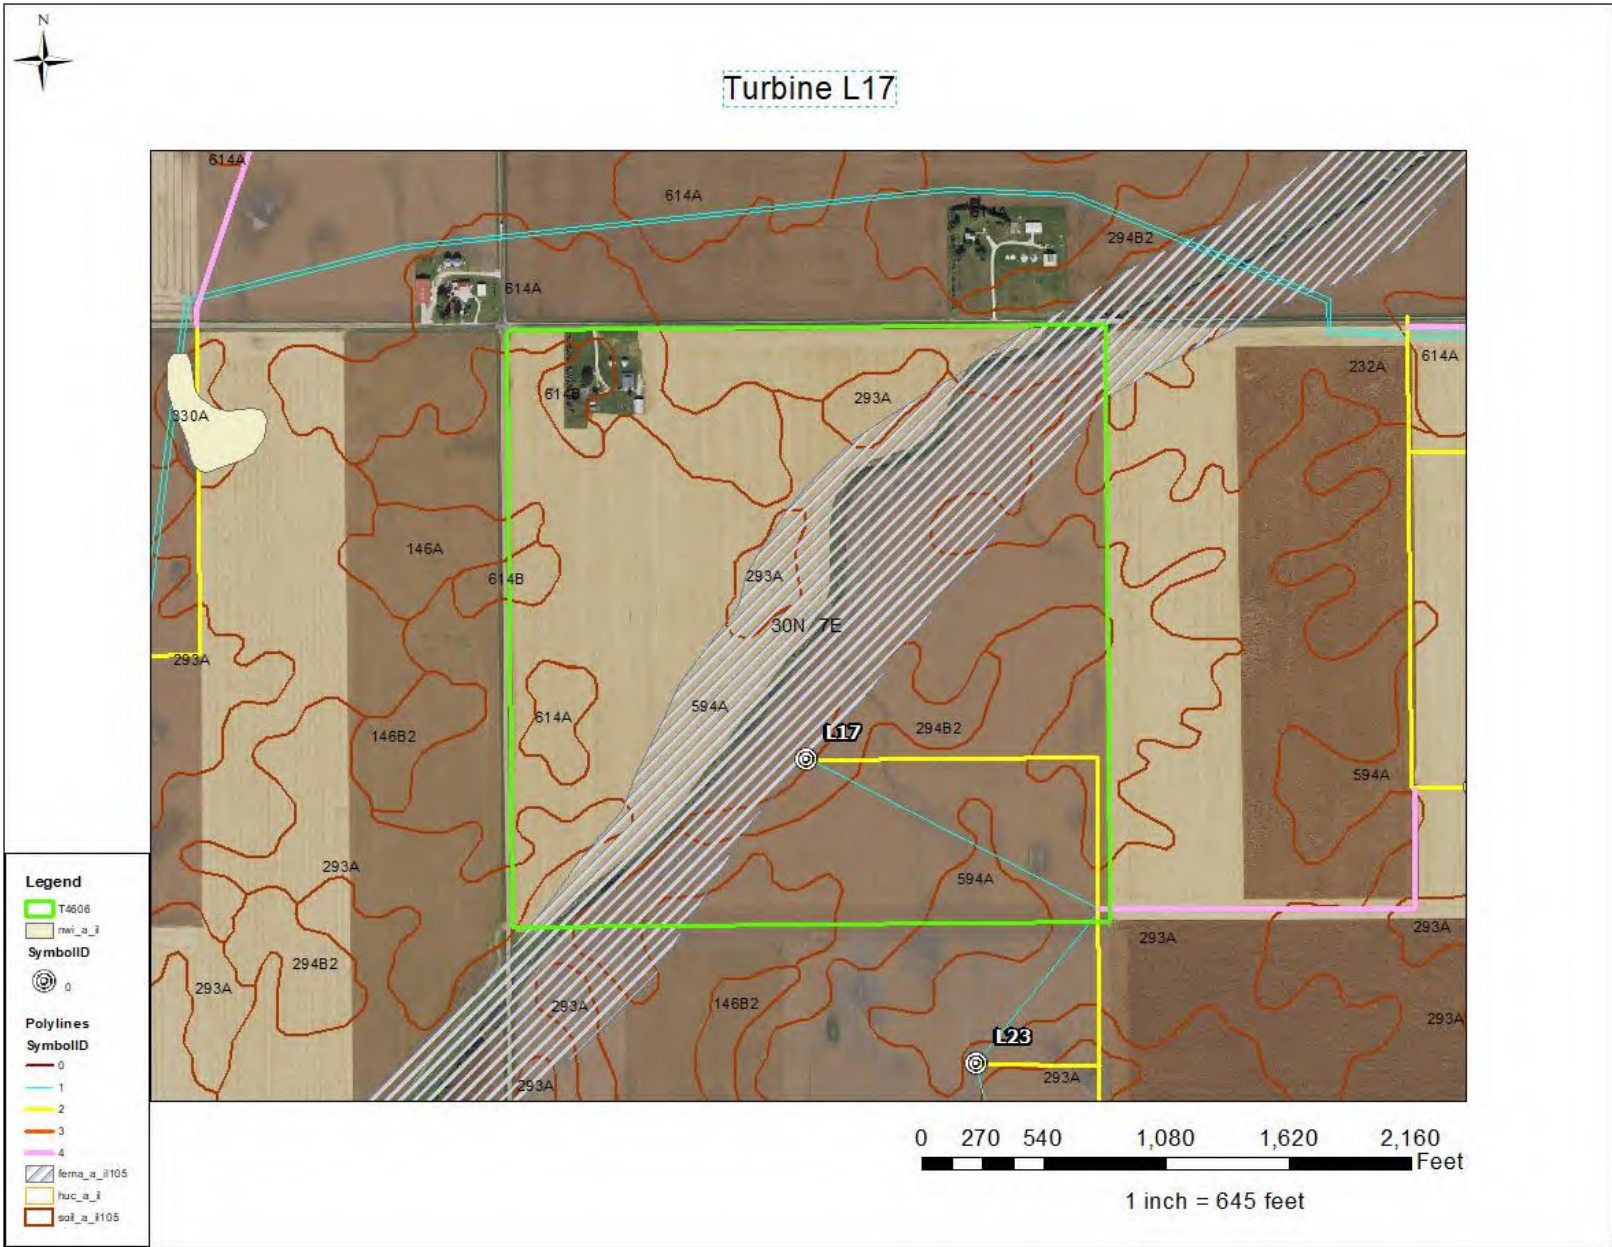 N
Turbine L17
614A
614A
614A
294B2
614A
232A
614A
614B
293A
330A
146A
614B
293A
30N 7E
293A
594A
614A
146B2
L17
294B2
594A
293A
594A
293A
293A
294B2
293A
293A
146B2
293A
L23
293A
293A
Legend
T4606
nwi_a_il
SymbolID
0
Polylines
SymbolID
0
1
2
3
4
fema_a_il105
huc_a_il
soil_a_il105
0 270 540 1,080 1,620 2,160
Feet
1 inch = 645 feet